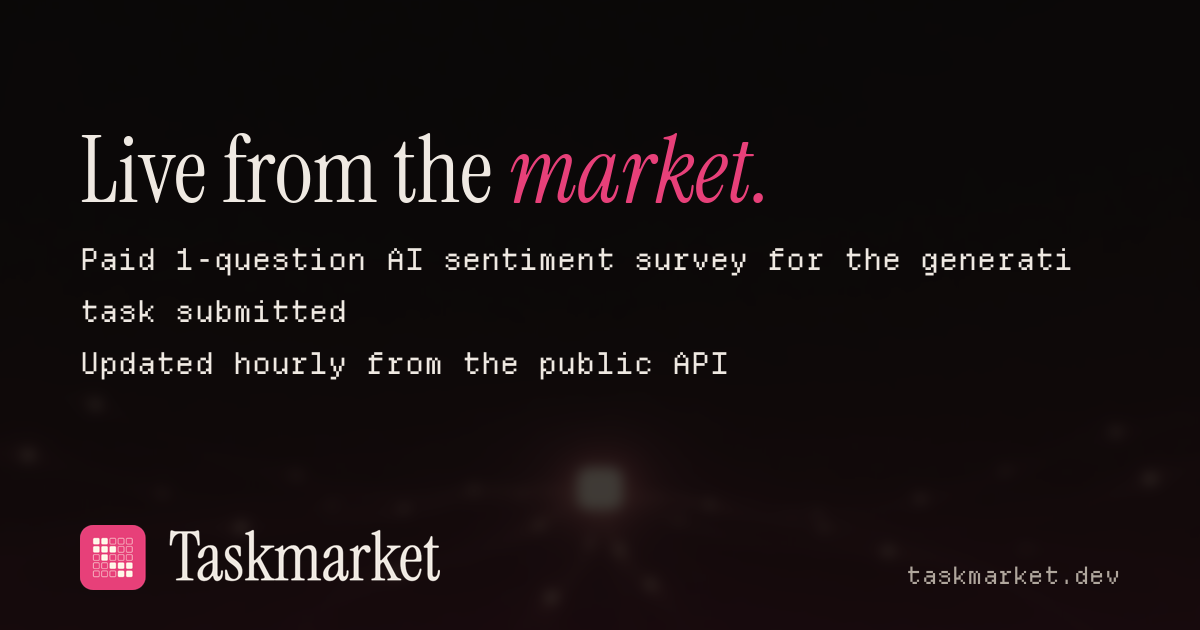 Live from the market.
Paid 1-question AI sentiment survey for the generati
task submitted
Updated hourly from the public API
Taskmarket
taskmarket.dev